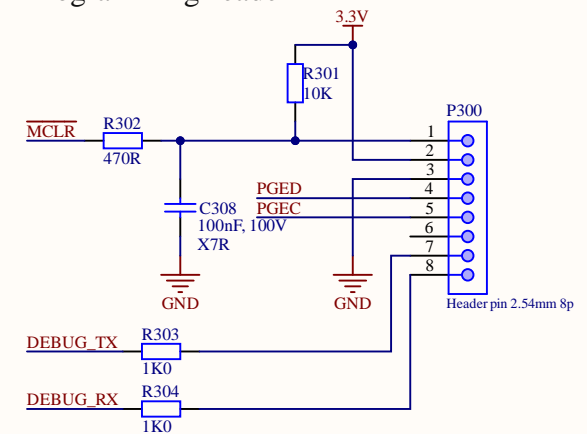 3.3V
R301
10K
P300
MCLR
R302
470R
1
2
3
PGED
4
PGEC
5
6
7
8
C308
100nF, 100V
X7R
GND
GND
Header pin 2.54mm 8p
DEBUG_TX
R303
1K0
DEBUG_RX
R304
1K0